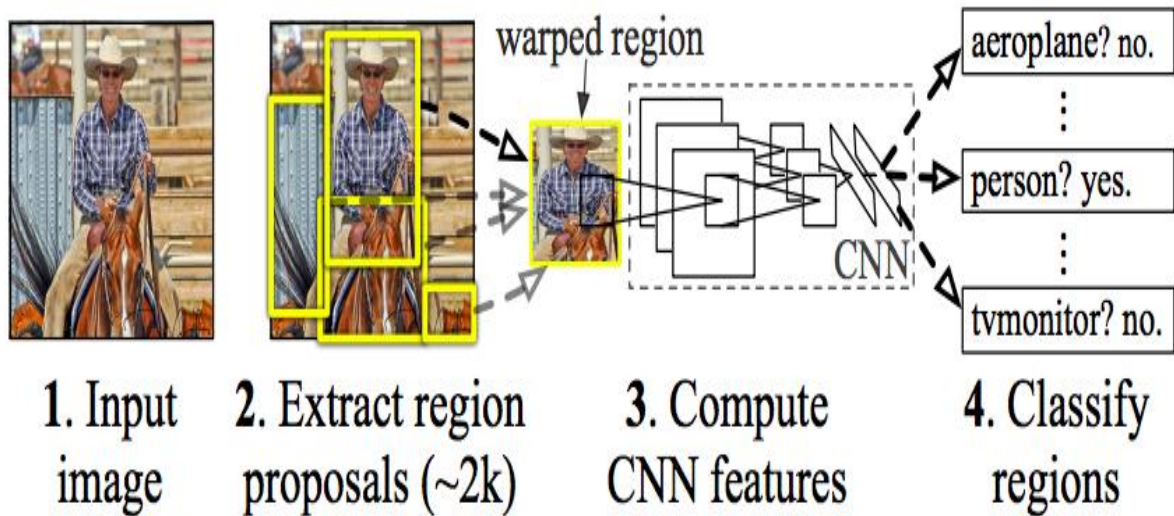 warped region
aeroplane? no.
⋮
person? yes.
CNN
⋮
tvmonitor? no.
1. Input
image
2. Extract region
proposals (~2k)
3. Compute
CNN features
4. Classify
regions